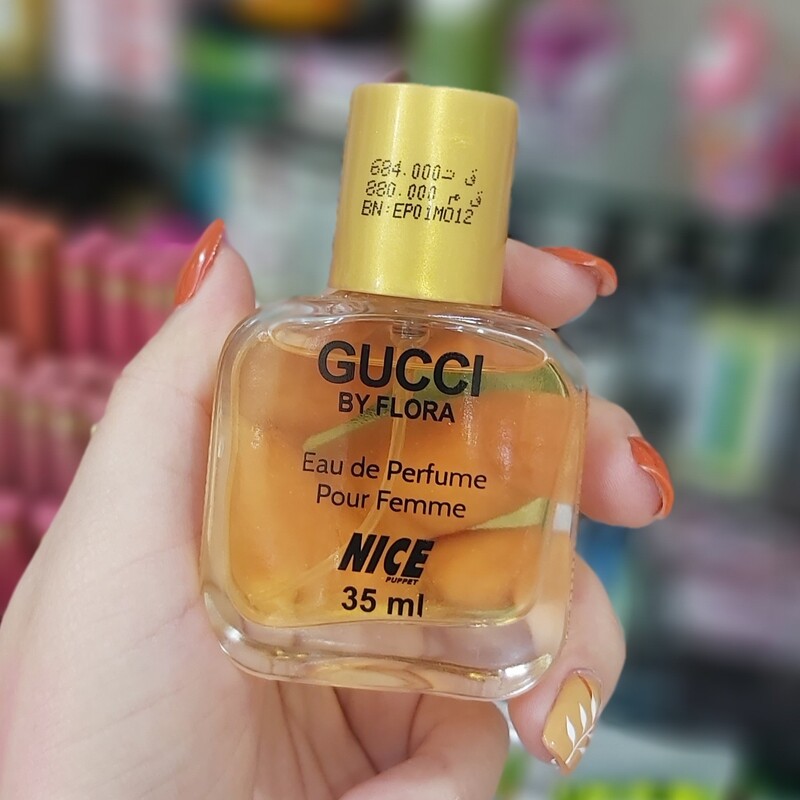 684.000 ق ت
880.000 ق م
BN:EP01M012
GUCCI
BY FLORA
Eau de Perfume
Pour Femme
NICE
PUPPET
35 ml